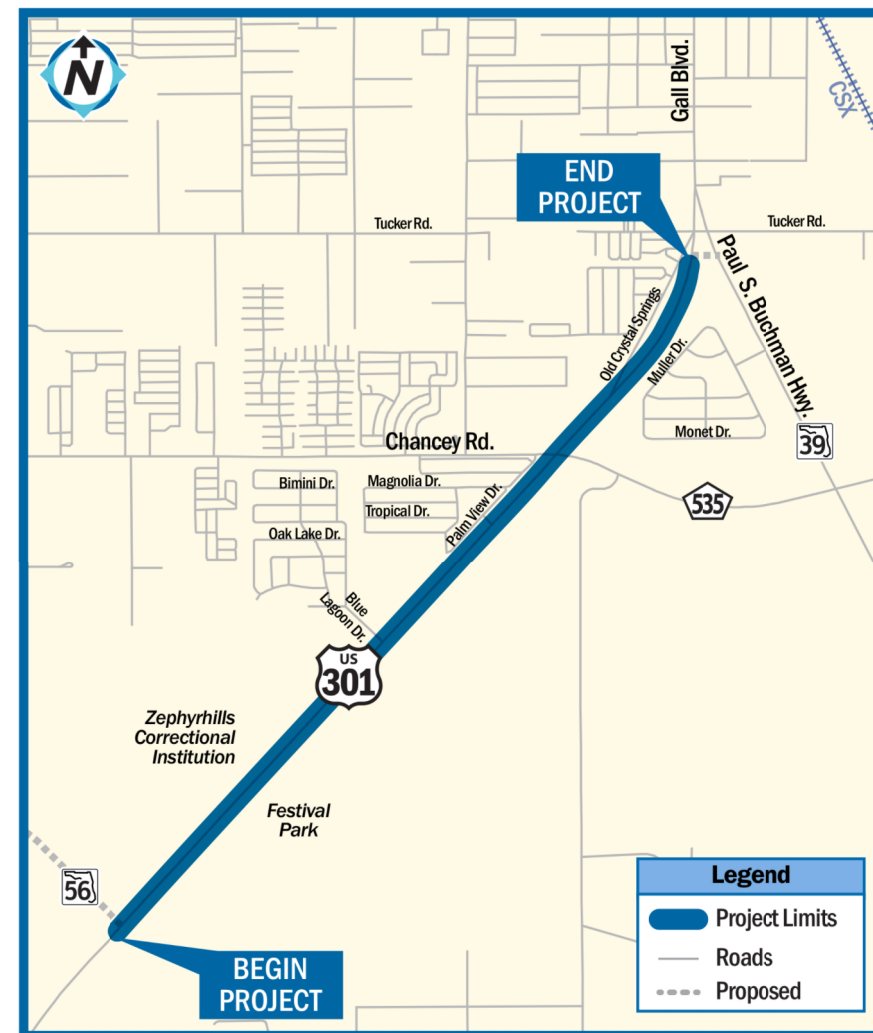 N
Gall Blvd.
CSX
END
PROJECT
Tucker Rd.
Tucker Rd.
Paul S. Buchman Hwy.
Old Crystal Springs
Muller Dr.
Monet Dr.
39
Chancey Rd.
535
Bimini Dr.
Magnolia Dr.
Tropical Dr.
Palm View Dr.
Oak Lake Dr.
Blue
Lagoon Dr.
US
301
Zephyrhills
Correctional
Institution
Festival
Park
56
BEGIN
PROJECT
Legend
Project Limits
Roads
Proposed